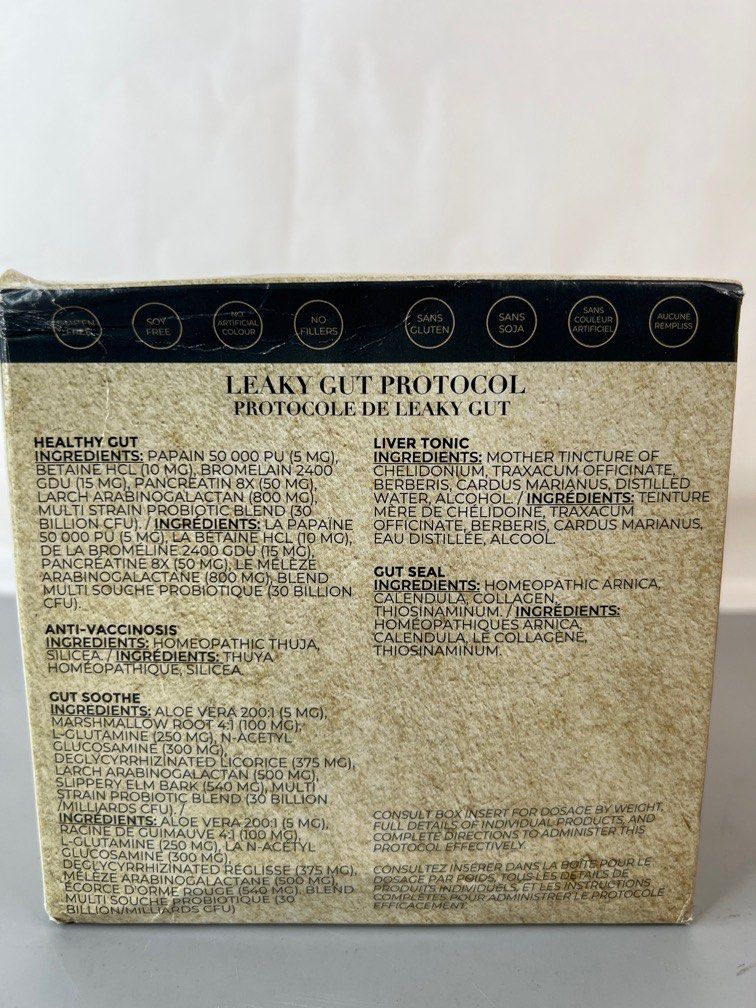 GLUTEN
FREE
SOY
FREE
NO
ARTIFICIAL
COLOUR
NO
FILLERS
SANS
GLUTEN
SANS
SOJA
SANS
COULEUR
ARTIFICIEL
AUCUNE
REMPLISS
LEAKY GUT PROTOCOL
PROTOCOLE DE LEAKY GUT
HEALTHY GUT
INGREDIENTS: PAPAIN 50 000 PU (5 MG),
BETAINE HCL (10 MG), BROMELAIN 2400
GDU (15 MG), PANCREATIN 8X (50 MG),
LARCH ARABINOGALACTAN (800 MG),
MULTI STRAIN PROBIOTIC BLEND (30
BILLION CFU). / INGRÉDIENTS: LA PAPAÏNE
50 000 PU (5 MG), LA BÉTAINE HCL (10 MG),
DE LA BROMÉLINE 2400 GDU (15 MG),
PANCRÉATINE 8X (50 MG), LE MÉLÈZE
ARABINOGALACTANE (800 MG), BLEND
MULTI SOUCHE PROBIOTIQUE (30 BILLION
CFU).
ANTI-VACCINOSIS
INGREDIENTS: HOMEOPATHIC THUJA,
SILICEA. / INGRÉDIENTS: THUYA
HOMÉOPATHIQUE, SILICEA.
GUT SOOTHE
INGREDIENTS: ALOE VERA 200:1 (5 MG),
MARSHMALLOW ROOT 4:1 (100 MG),
L-GLUTAMINE (250 MG), N-ACETYL
GLUCOSAMINE (300 MG),
DEGLYCYRRHIZINATED LICORICE (375 MG),
LARCH ARABINOGALACTAN (500 MG),
SLIPPERY ELM BARK (540 MG), MULTI
STRAIN PROBIOTIC BLEND (30 BILLION
/MILLIARDS CFU) /
INGRÉDIENTS: ALOE VERA 200:1 (5 MG),
RACINE DE GUIMAUVE 4:1 (100 MG),
L-GLUTAMINE (250 MG), LA N-ACETYL
GLUCOSAMINE (300 MG),
DEGLYCYRRHIZINATED RÉGLISSE (375 MG),
MÉLÈZE ARABINOGALACTANE (500 MG),
ÉCORCE D'ORME ROUGE (540 MG), BLEND
MULTI SOUCHE PROBIOTIQUE (30
BILLION/MILLIARDS CFU)
LIVER TONIC
INGREDIENTS: MOTHER TINCTURE OF
CHELIDONIUM, TRAXACUM OFFICINATE,
BERBERIS, CARDUS MARIANUS, DISTILLED
WATER, ALCOHOL. / INGRÉDIENTS: TEINTURE
MÈRE DE CHÉLIDOINE, TRAXACUM
OFFICINATE, BERBERIS, CARDUS MARIANUS,
EAU DISTILLÉE, ALCOOL.
GUT SEAL
INGREDIENTS: HOMEOPATHIC ARNICA,
CALENDULA, COLLAGEN,
THIOSINAMINUM. / INGRÉDIENTS:
HOMÉOPATHIQUES ARNICA,
CALENDULA, LE COLLAGÈNE,
THIOSINAMINUM.
CONSULT BOX INSERT FOR DOSAGE BY WEIGHT,
FULL DETAILS OF INDIVIDUAL PRODUCTS, AND
COMPLETE DIRECTIONS TO ADMINISTER THIS
PROTOCOL EFFECTIVELY.
CONSULTEZ INSÉRER DANS LA BOÎTE POUR LE
DOSAGE PAR POIDS, TOUS LES DÉTAILS DE
PRODUITS INDIVIDUELS, ET LES INSTRUCTIONS
COMPLÈTES POUR ADMINISTRER LE PROTOCOLE
EFFICACEMENT.